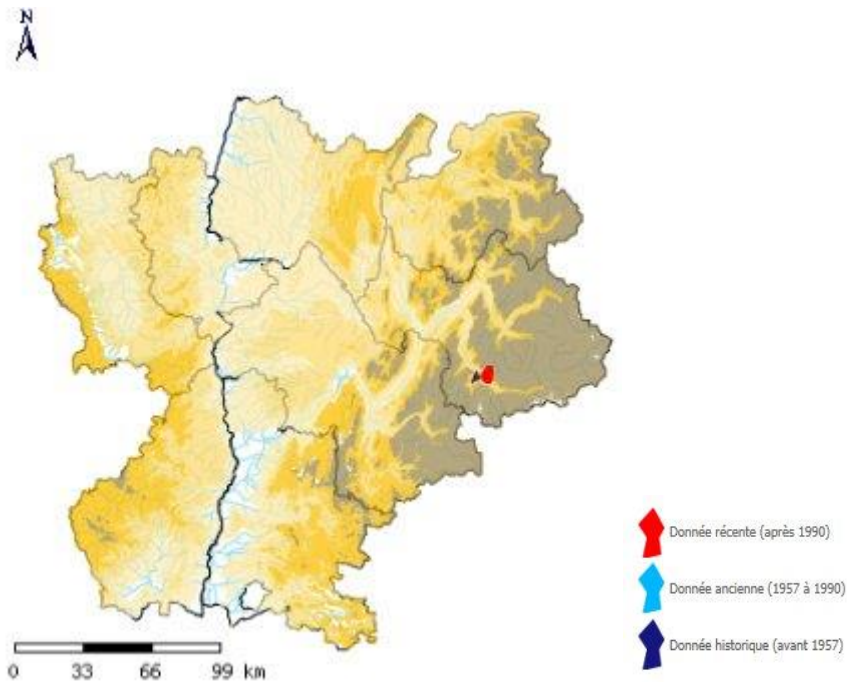 N
Donnée récente (après 1990)
Donnée ancienne (1957 à 1990)
Donnée historique (avant 1957)
0 33 66 99 km